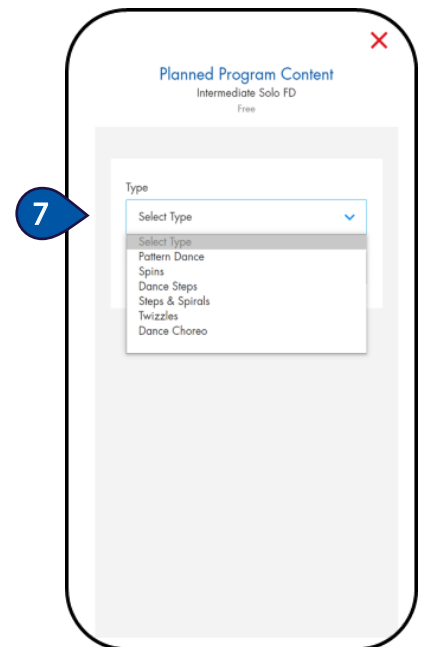 Planned Program Content
Intermediate Solo FD
Free
Type
7
Select Type
Select Type
Pattern Dance
Spins
Dance Steps
Steps & Spirals
Twizzles
Dance Choreo